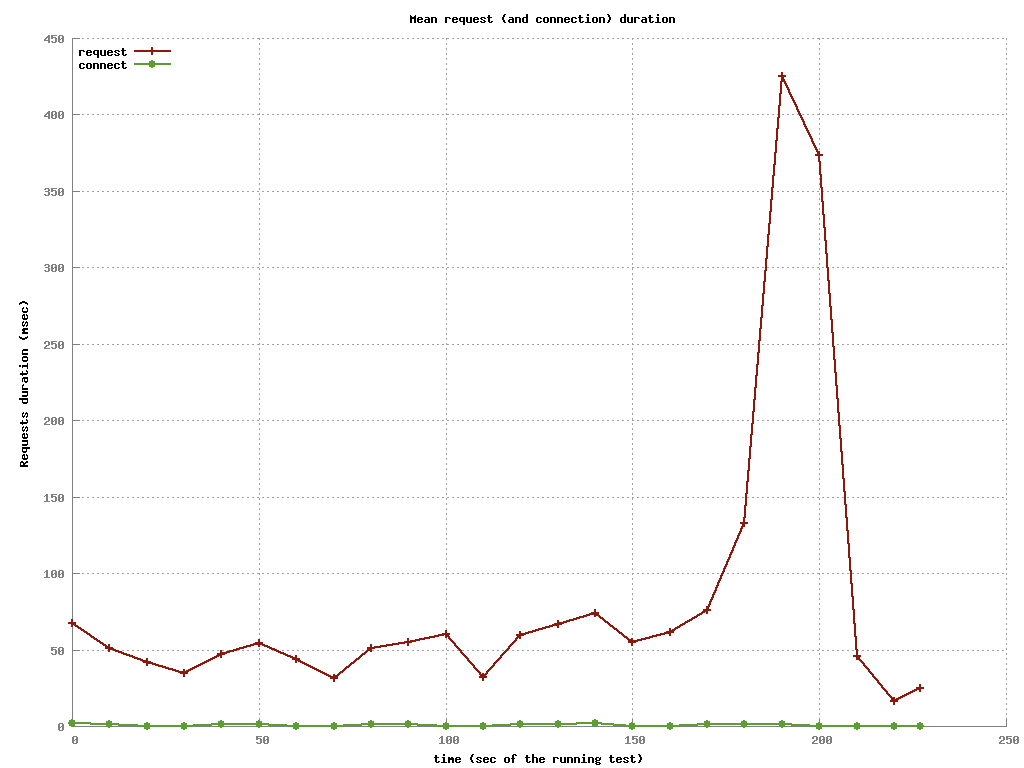 Mean request (and connection) duration
450
request
connect
400
350
300
250
200
150
100
50
0
Requests duration (msec)
0 50 100 150 200 250
time (sec of the running test)